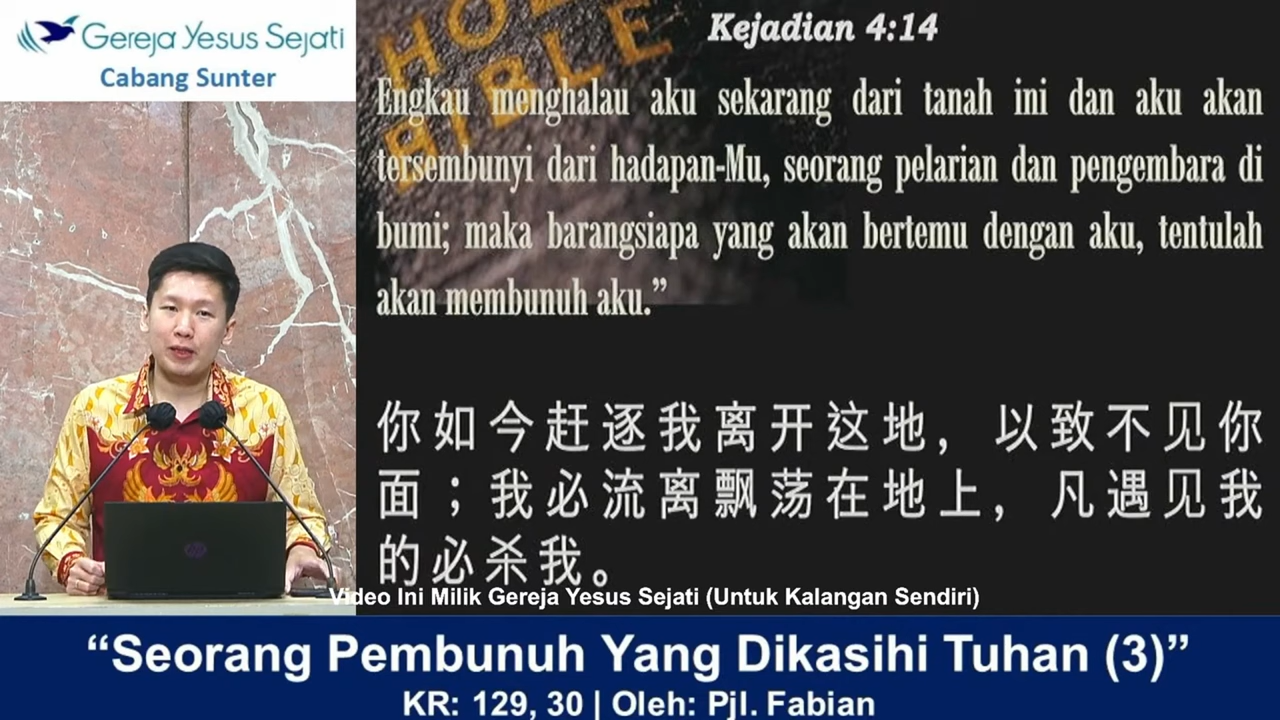 Gereja Yesus Sejati
Cabang Sunter
HOLY
BIBLE
Kejadian 4:14
Engkau menghalau aku sekarang dari tanah ini dan aku akan
tersembunyi dari hadapan-Mu, seorang pelarian dan pengembara di
bumi; maka barangsiapa yang akan bertemu dengan aku, tentulah
akan membunuh aku.”
你如今赶逐我离开这地，以致不见你
面；我必流离飘荡在地上，凡遇见我
的必杀我。
Video Ini Milik Gereja Yesus Sejati (Untuk Kalangan Sendiri)
“Seorang Pembunuh Yang Dikasihi Tuhan (3)”
KR: 129, 30 | Oleh: Pjl. Fabian